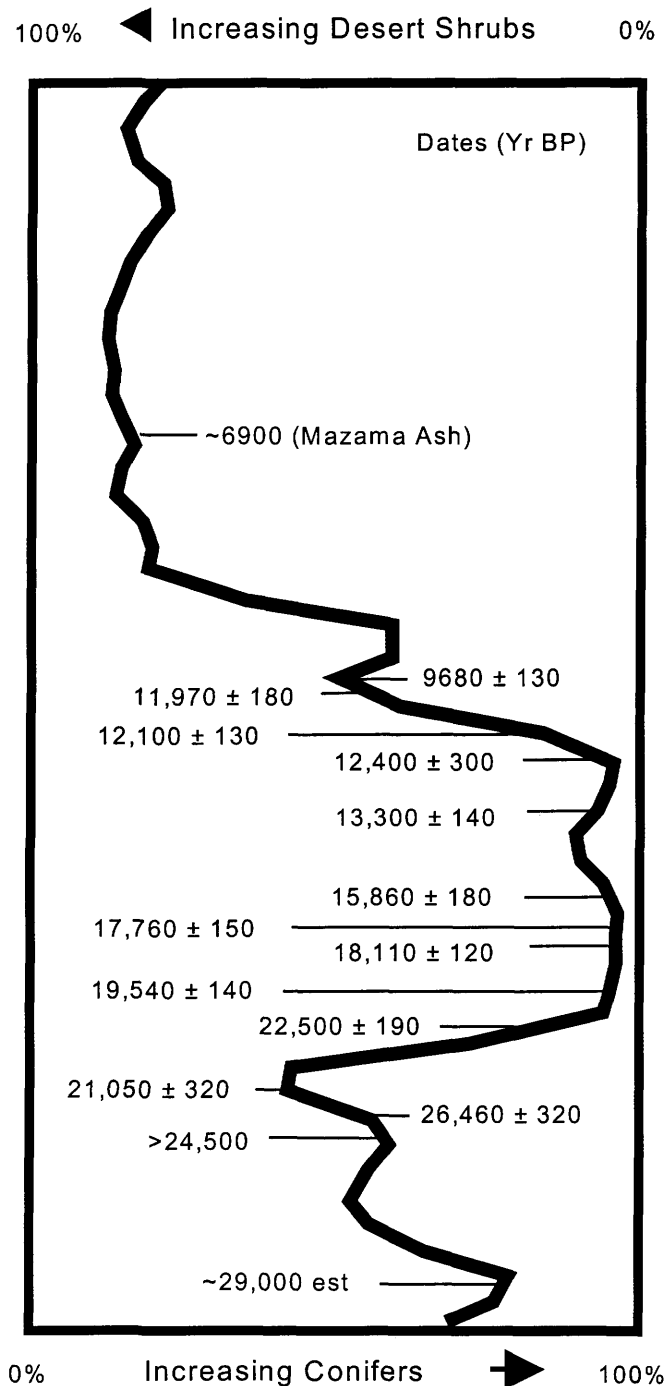 100% Increasing Desert Shrubs 0%
Dates (Yr BP)
~6900 (Mazama Ash)
9680 ± 130
11,970 ± 180
12,100 ± 130
12,400 ± 300
13,300 ± 140
15,860 ± 180
17,760 ± 150
18,110 ± 120
19,540 ± 140
22,500 ± 190
21,050 ± 320
26,460 ± 320
>24,500
~29,000 est
0% Increasing Conifers 100%